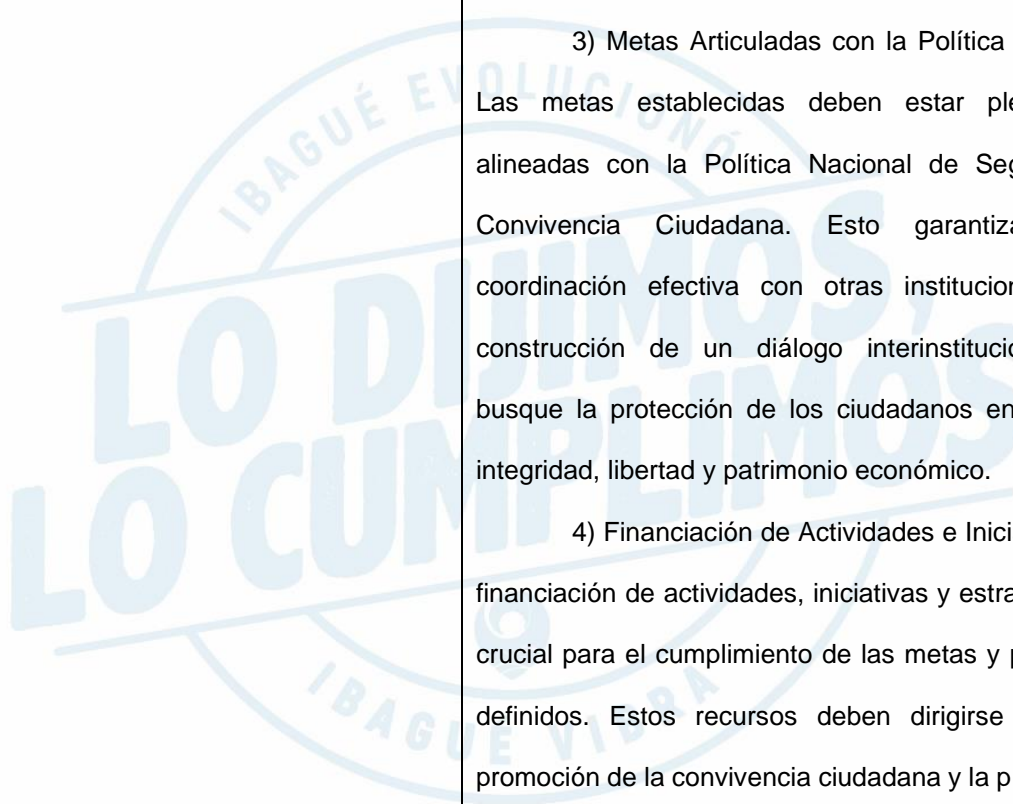 IBAGUÉ EVOLUCIONÓ
LO DIJIMOS,
LO CUMPLIMOS
IBAGUÉ VIBRA
3) Metas Articuladas con la Política
Las metas establecidas deben estar ple
alineadas con la Política Nacional de Seg
Convivencia Ciudadana. Esto garantiza
coordinación efectiva con otras institucion
construcción de un diálogo interinstitucio
busque la protección de los ciudadanos en
integridad, libertad y patrimonio económico.
4) Financiación de Actividades e Inici
financiación de actividades, iniciativas y estra
crucial para el cumplimiento de las metas y p
definidos. Estos recursos deben dirigirse
promoción de la convivencia ciudadana y la p